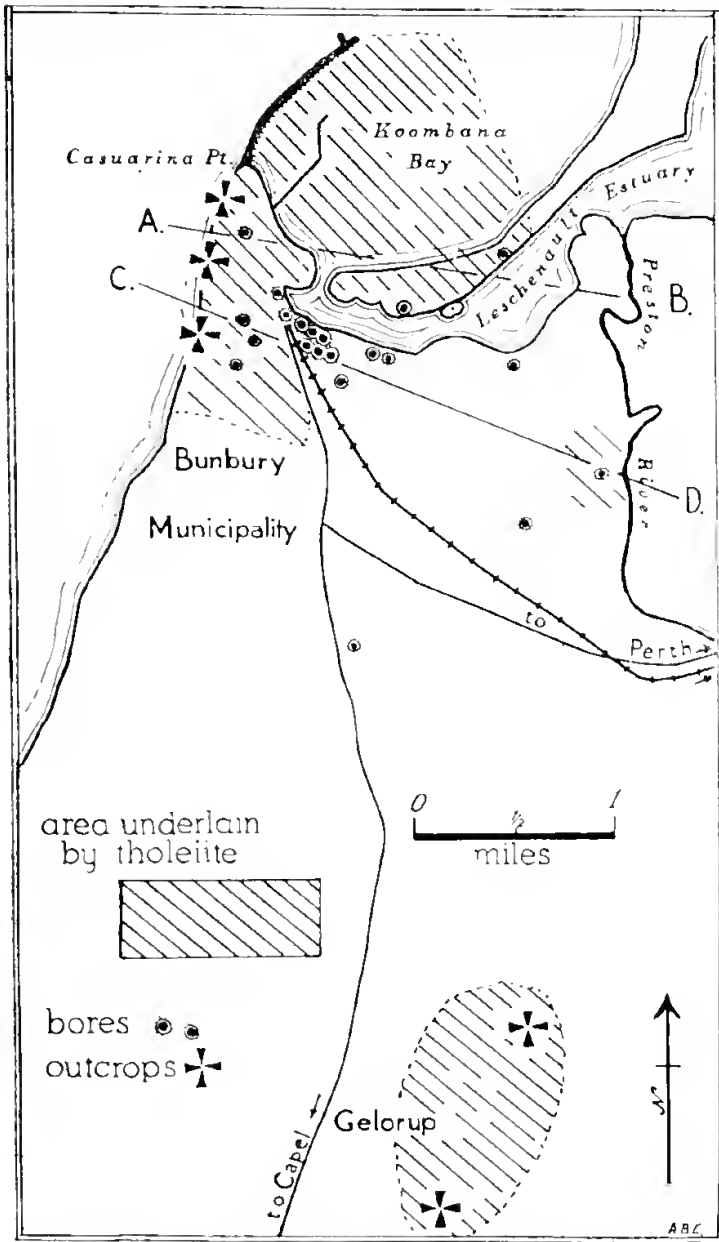 Koombana
Bay
Casuarina Pt.
A.
Estuary
Leschenault
C.
Preston
B.
River
D.
Bunbury
Municipality
to
Perth
0 ½ 1
miles
area underlain
by tholeiite
bores
outcrops
Gelorup
to Capel
N
A B C